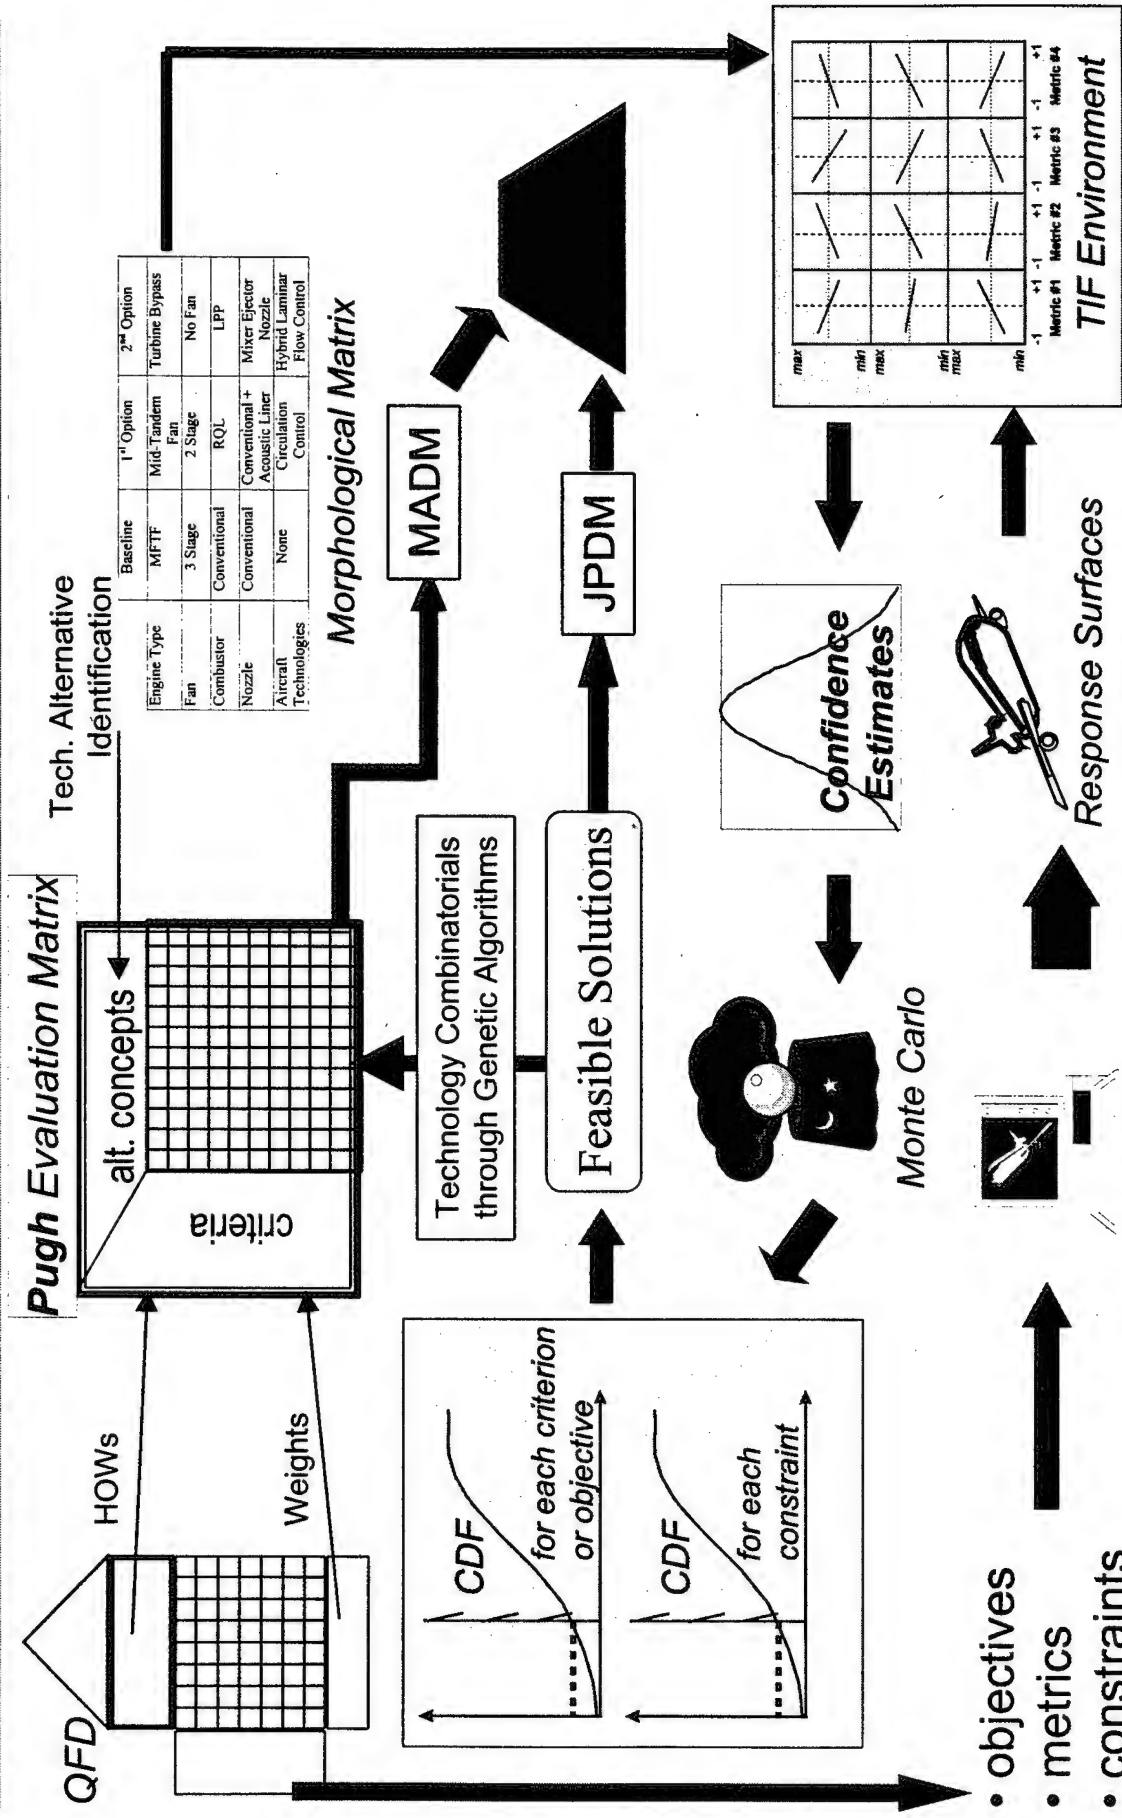 Pugh Evaluation Matrix
Tech. Alternative
Identification
QFD
HOWs
Weights
alt. concepts
criteria
Baseline 1st Option 2nd Option
Engine Type MFTF Mid-Tandem Fan Turbine Bypass
Fan 3 Stage 2 Stage No Fan
Combustor Conventional RQL LPP
Nozzle Conventional Conventional + Acoustic Liner Mixer Ejector Nozzle
Aircraft Technologies None Circulation Control Hybrid Laminar Flow Control
Morphological Matrix
Technology Combinatorials
through Genetic Algorithms
MADM
CDF
for each criterion
or objective
CDF
for each
constraint
Feasible Solutions
JPDM
Monte Carlo
Confidence
Estimates
max
min
max
min
max
min
-1 +1 -1 +1 -1 +1 -1 +1
Metric #1 Metric #2 Metric #3 Metric #4
TIF Environment
• objectives
• metrics
• constraints
Response Surfaces